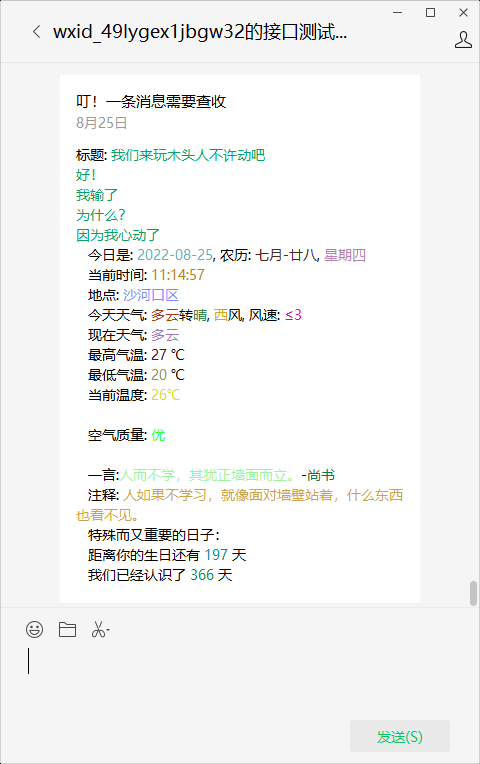 wxid_49lygex1jbgw32的接口测试...
叮！一条消息需要查收
8月25日
标题: 我们来玩木头人不许动吧
好！
我输了
为什么？
因为我心动了
今日是: 2022-08-25, 农历: 七月-廿八, 星期四
当前时间: 11:14:57
地点: 沙河口区
今天天气: 多云转晴, 西风, 风速: ≤3
现在天气: 多云
最高气温: 27 ℃
最低气温: 20 ℃
当前温度: 26℃
空气质量: 优
一言:人而不学，其犹正墙面而立。-尚书
注释: 人如果不学习，就像面对墙壁站着，什么东西
也看不见。
特殊而又重要的日子：
距离你的生日还有 197 天
我们已经认识了 366 天
发送(S)